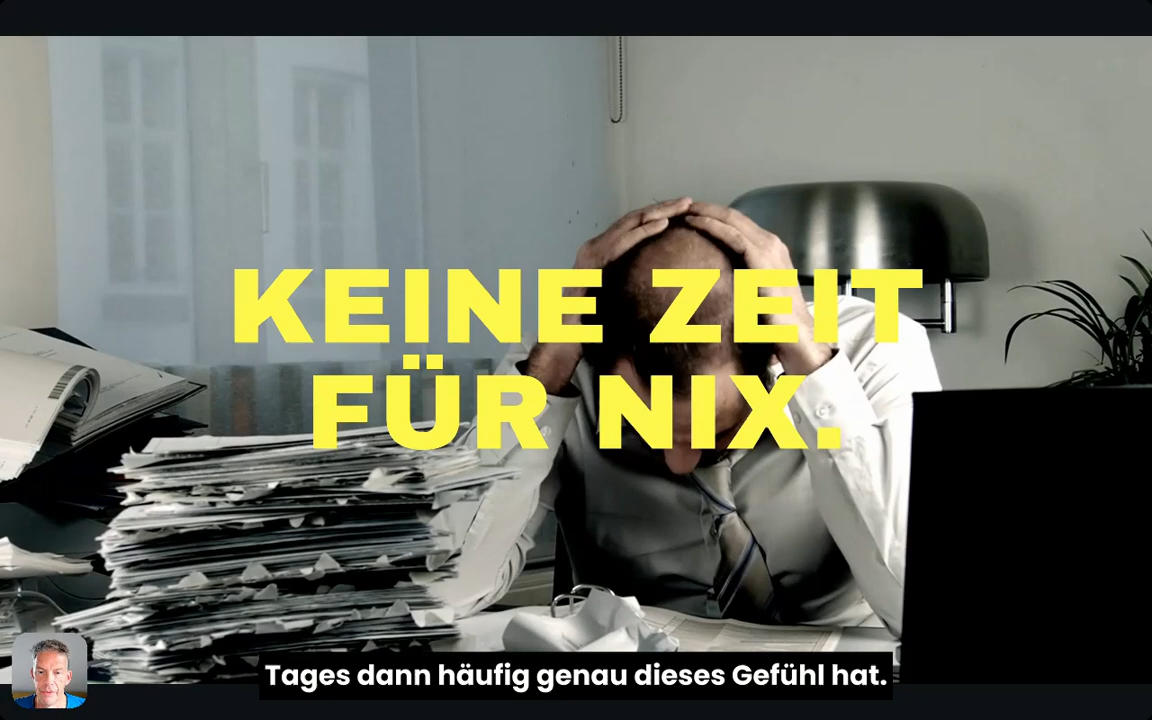 KEINE ZEIT
FÜR NIX.
Tages dann häufig genau dieses Gefühl hat.